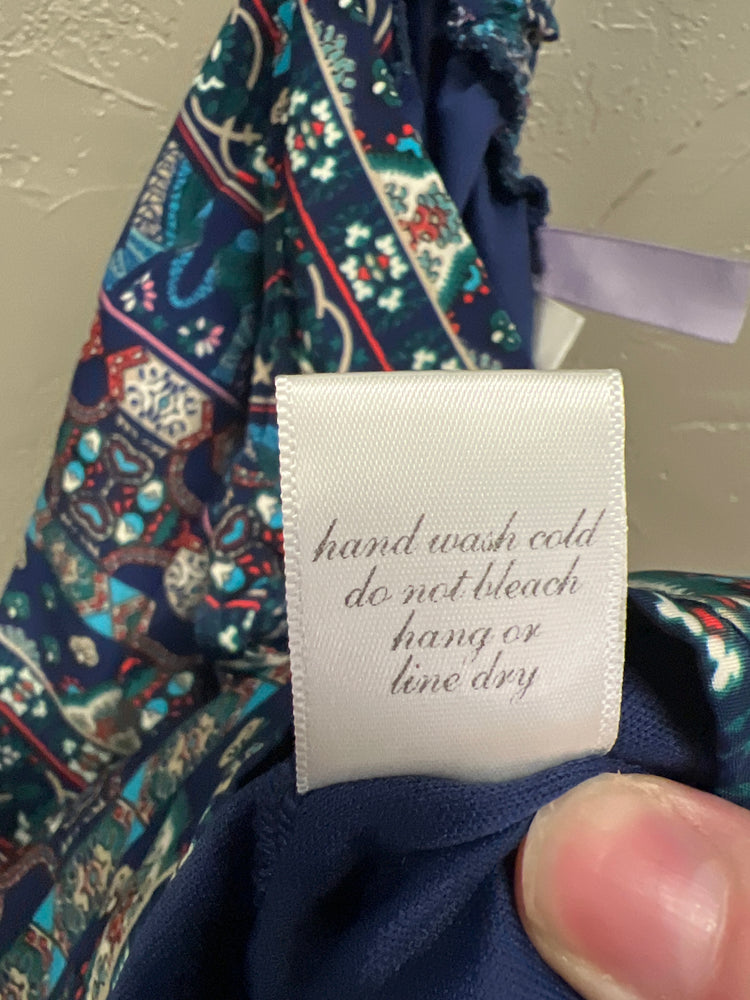 hand wash cold
do not bleach
hang or
line dry